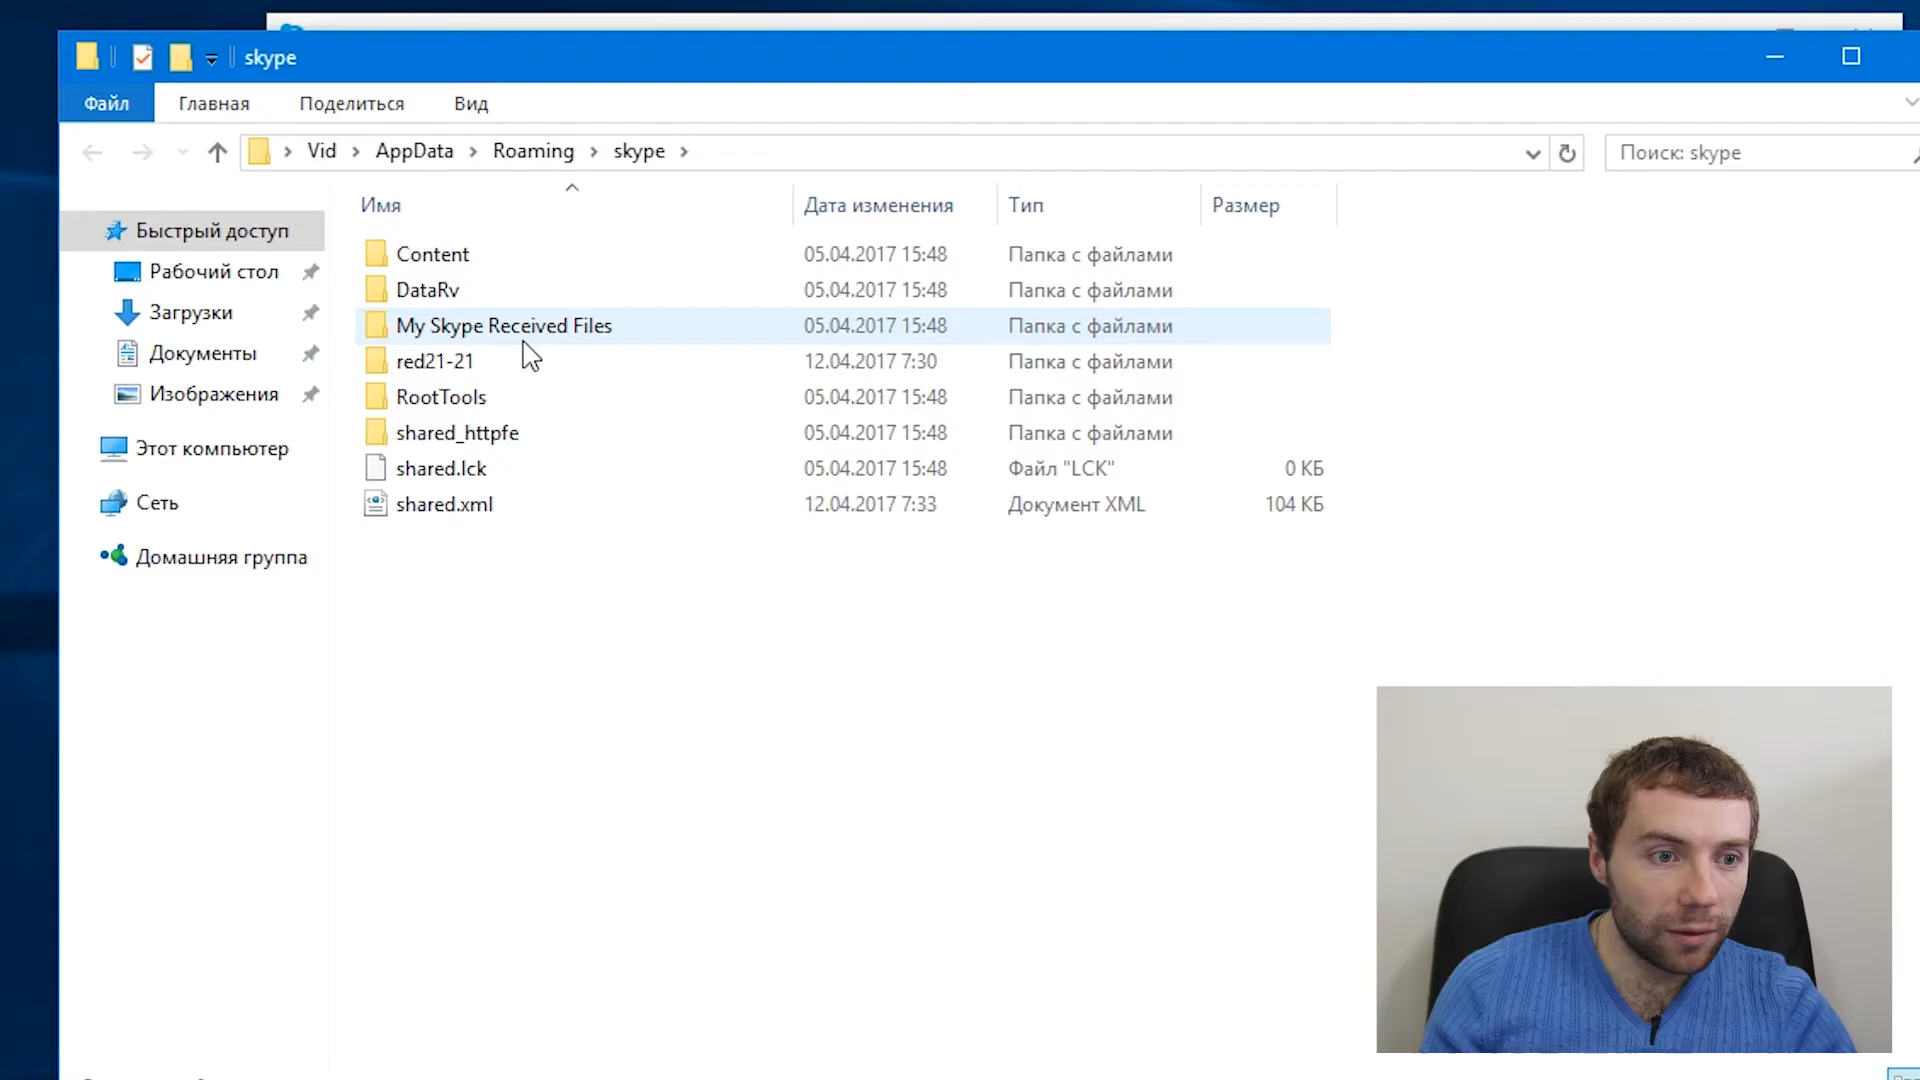 skype
Файл Главная Поделиться Вид
Vid AppData Roaming skype
Поиск: skype
Имя Дата изменения Тип Размер
Быстрый доступ
Рабочий стол
Загрузки
Документы
Изображения
Этот компьютер
Сеть
Домашняя группа
Content 05.04.2017 15:48 Папка с файлами
DataRv 05.04.2017 15:48 Папка с файлами
My Skype Received Files 05.04.2017 15:48 Папка с файлами
red21-21 12.04.2017 7:30 Папка с файлами
RootTools 05.04.2017 15:48 Папка с файлами
shared_httpfe 05.04.2017 15:48 Папка с файлами
shared.lck 05.04.2017 15:48 Файл "LCK" 0 КБ
shared.xml 12.04.2017 7:33 Документ XML 104 КБ